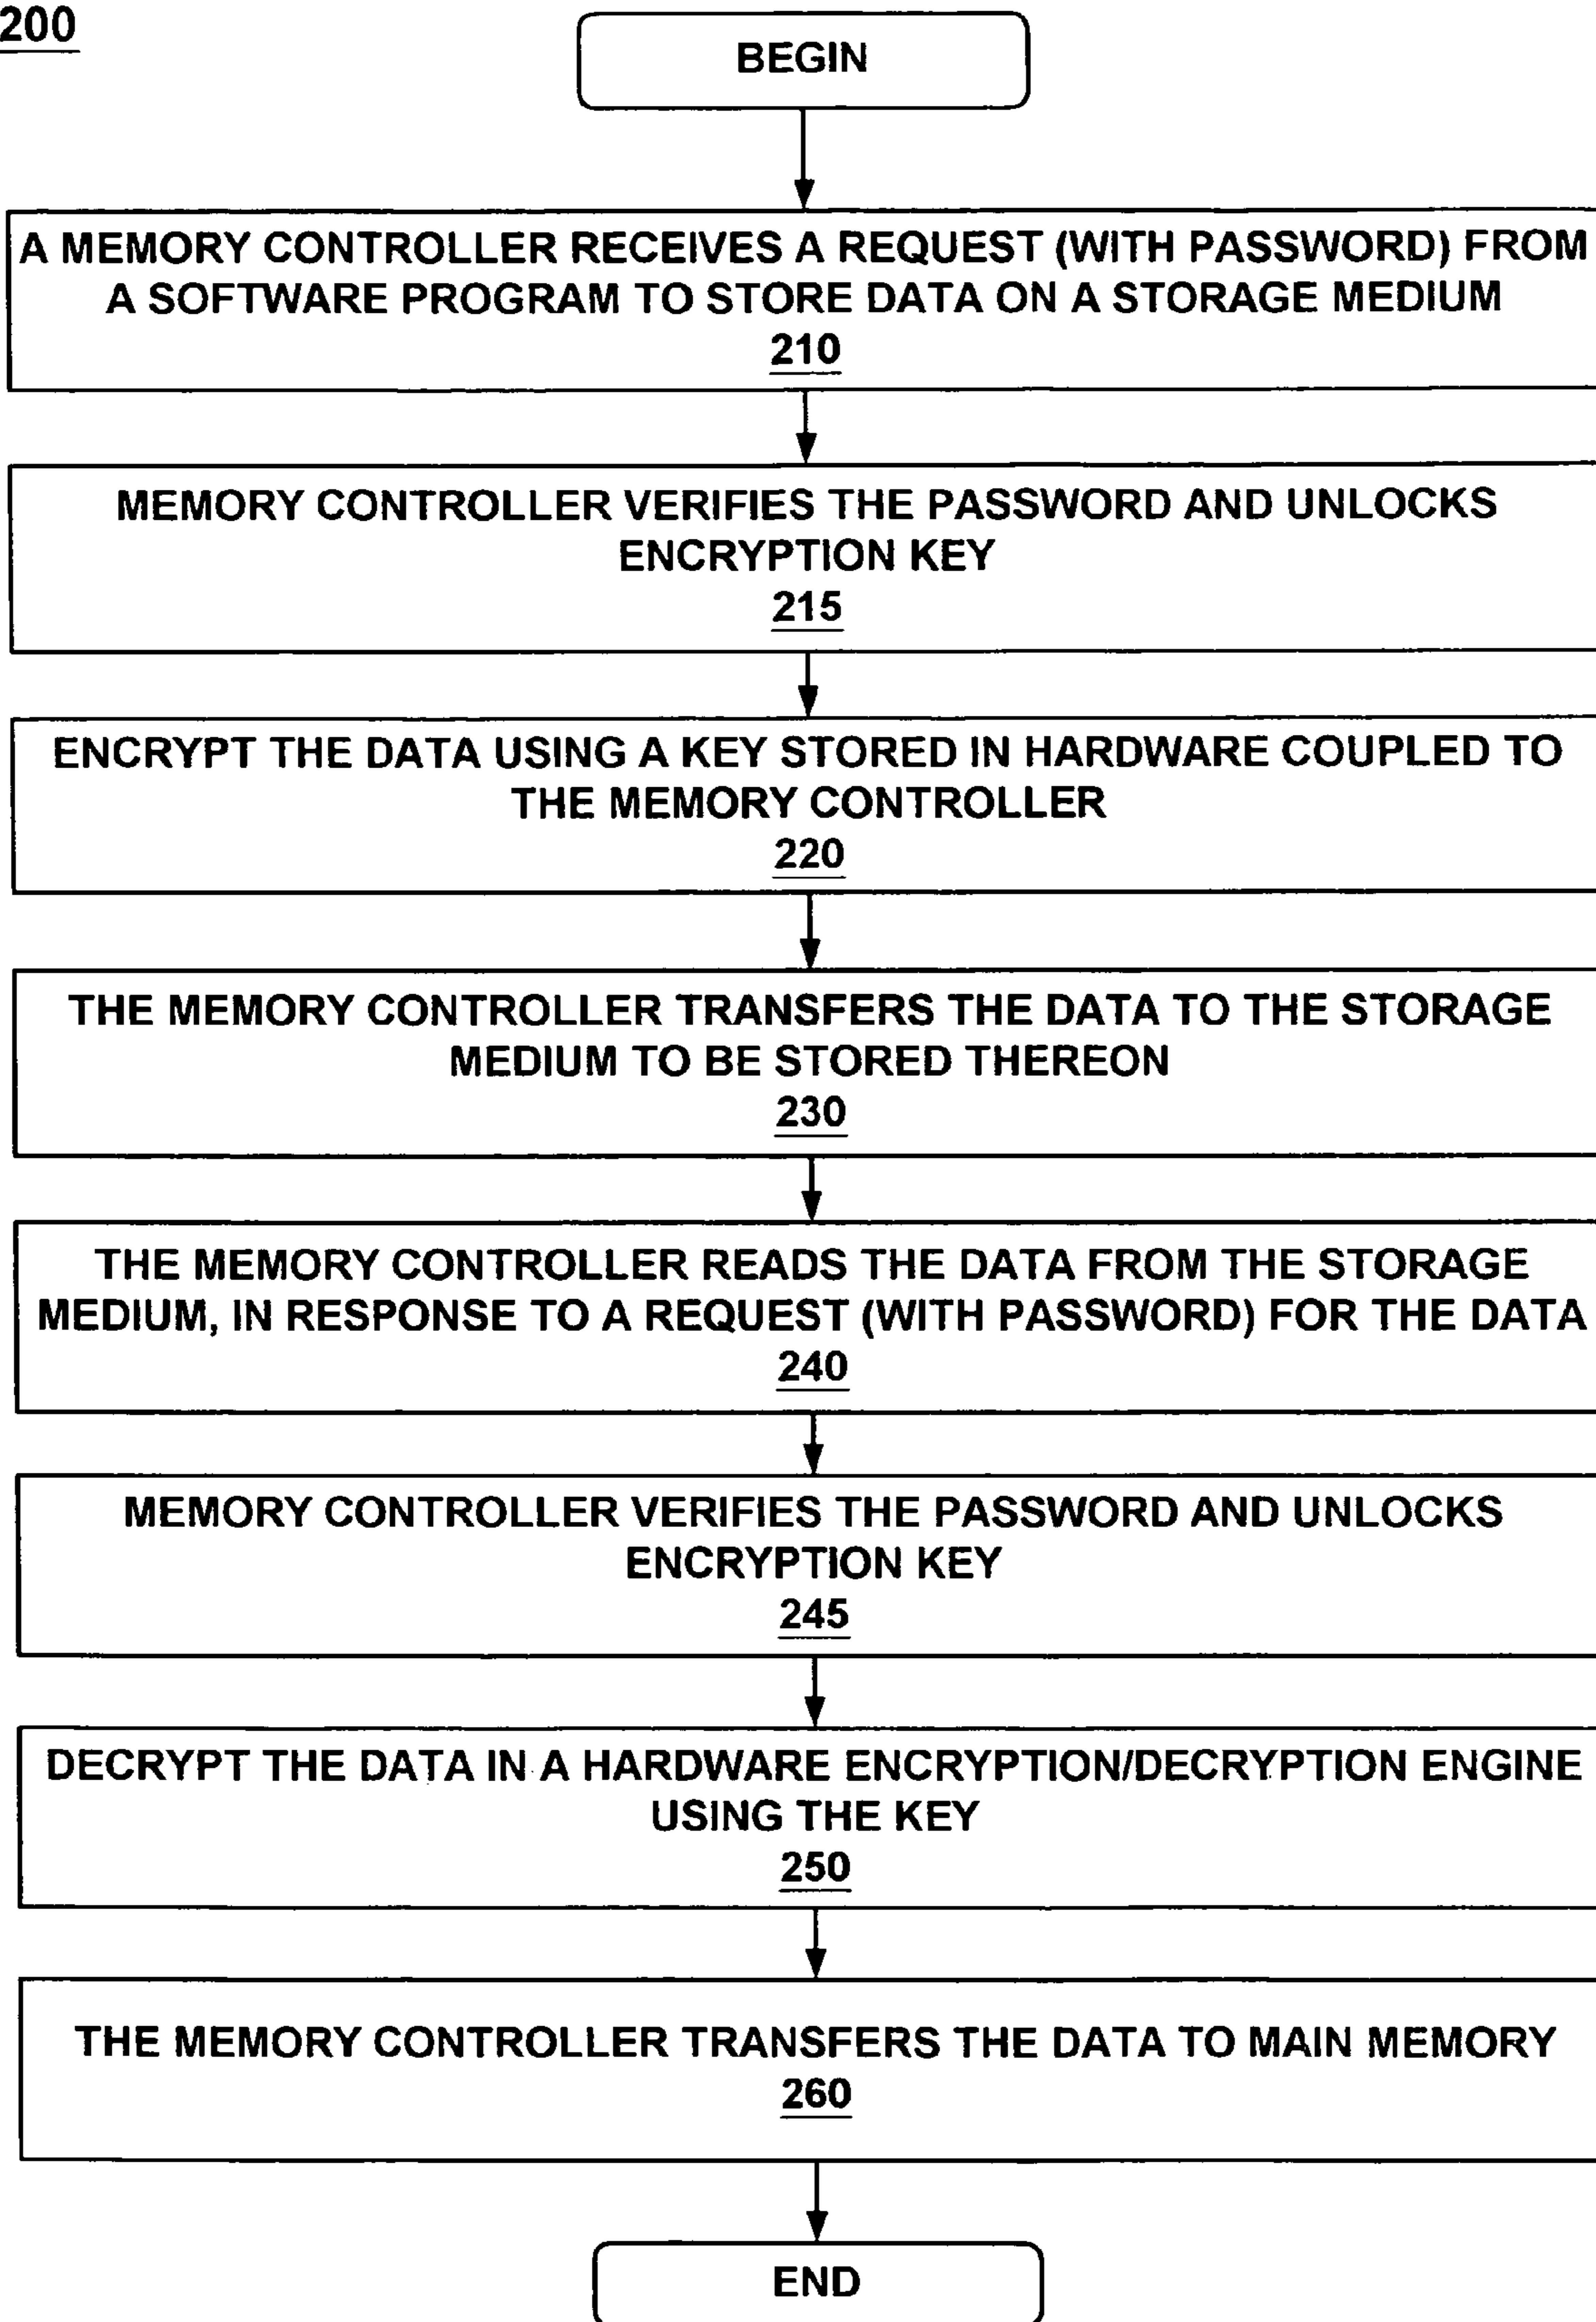 200
BEGIN
A MEMORY CONTROLLER RECEIVES A REQUEST (WITH PASSWORD) FROM
A SOFTWARE PROGRAM TO STORE DATA ON A STORAGE MEDIUM
210
MEMORY CONTROLLER VERIFIES THE PASSWORD AND UNLOCKS
ENCRYPTION KEY
215
ENCRYPT THE DATA USING A KEY STORED IN HARDWARE COUPLED TO
THE MEMORY CONTROLLER
220
THE MEMORY CONTROLLER TRANSFERS THE DATA TO THE STORAGE
MEDIUM TO BE STORED THEREON
230
THE MEMORY CONTROLLER READS THE DATA FROM THE STORAGE
MEDIUM, IN RESPONSE TO A REQUEST (WITH PASSWORD) FOR THE DATA
240
MEMORY CONTROLLER VERIFIES THE PASSWORD AND UNLOCKS
ENCRYPTION KEY
245
DECRYPT THE DATA IN A HARDWARE ENCRYPTION/DECRYPTION ENGINE
USING THE KEY
250
THE MEMORY CONTROLLER TRANSFERS THE DATA TO MAIN MEMORY
260
END